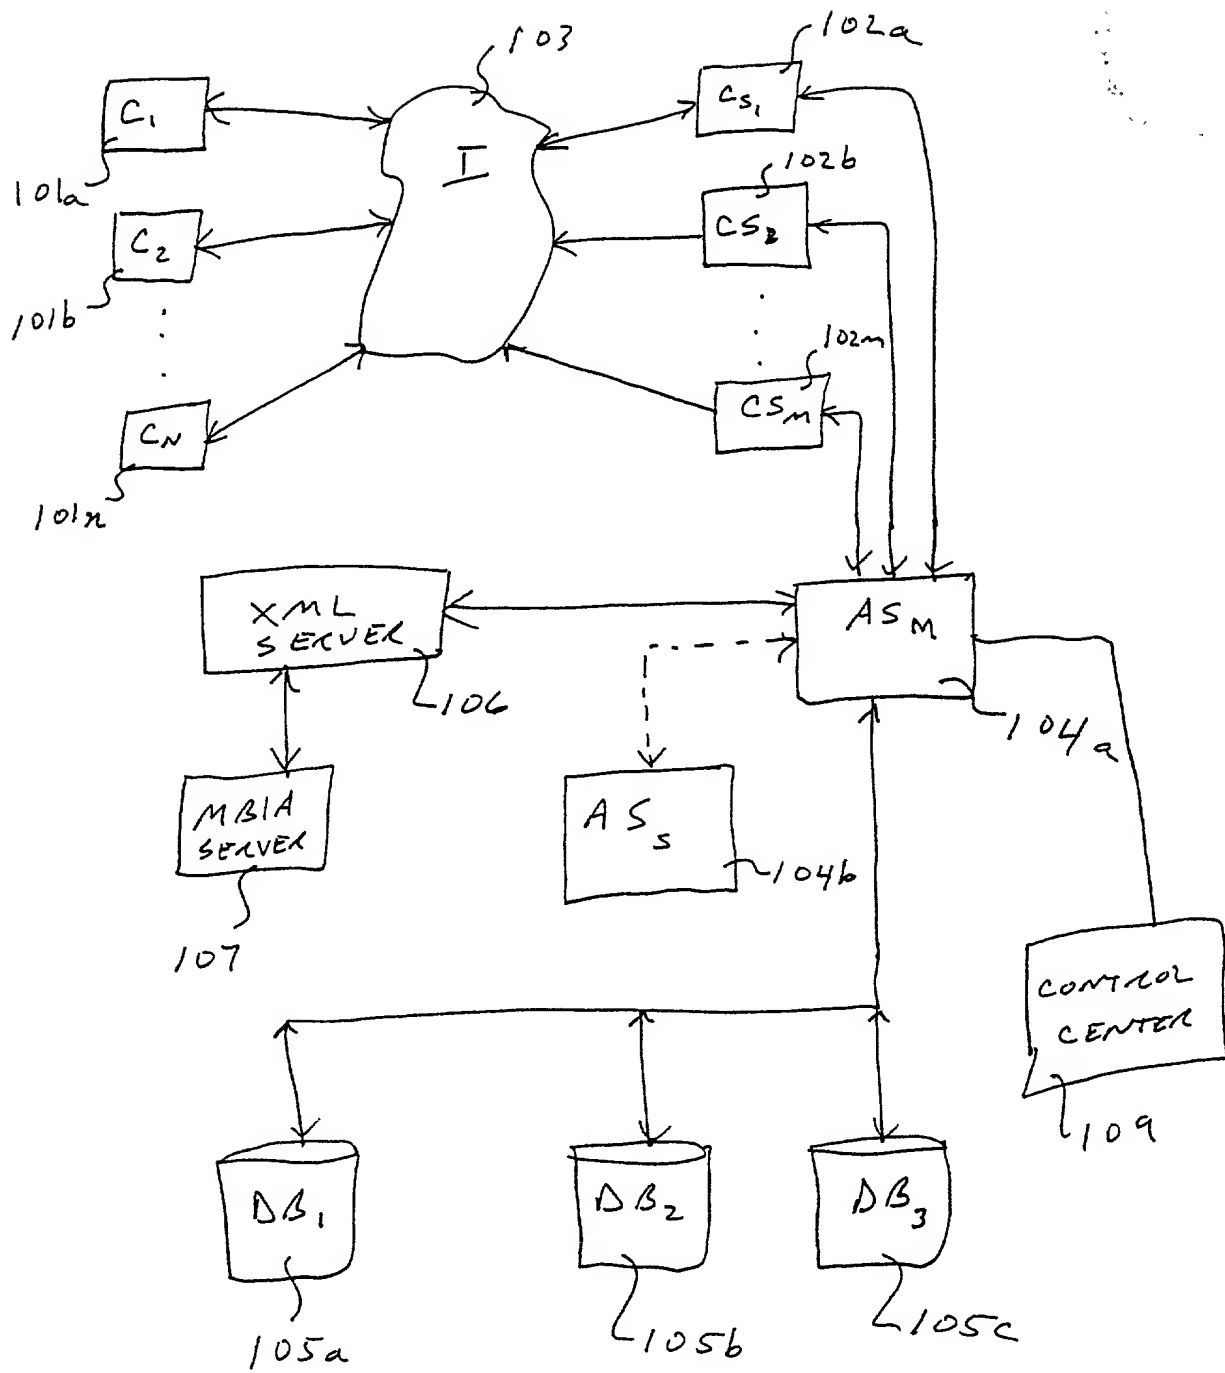 103
102a
C1
I
CS1
101a
102b
C2
CS2
101b
102m
CN
CSM
101n
XML
SERVER
ASM
106
104a
MBIA
SERVER
ASS
104b
107
CONTROL
CENTER
109
DB1
DB2
DB3
105a
105b
105c